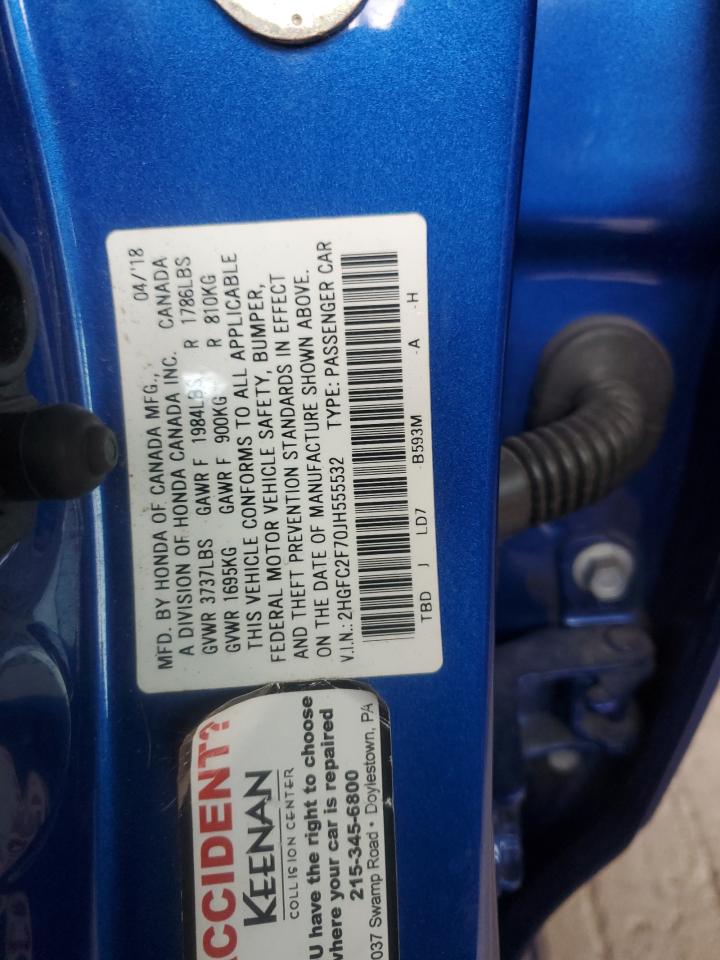 MFD. BY HONDA OF CANADA MFG., 04/'18
A DIVISION OF HONDA CANADA INC. CANADA
GVWR 3737LBS GAWR F 1984LBS R 1786LBS
GVWR 1695KG GAWR F 900KG R 810KG
THIS VEHICLE CONFORMS TO ALL APPLICABLE
FEDERAL MOTOR VEHICLE SAFETY, BUMPER,
AND THEFT PREVENTION STANDARDS IN EFFECT
ON THE DATE OF MANUFACTURE SHOWN ABOVE.
V.I.N.: 2HGFC2F70JH555532 TYPE: PASSENGER CAR
TBD J LD7 -B593M -A -H
ACCIDENT?
KEENAN
COLLISION CENTER
U have the right to choose
where your car is repaired
215-345-6800
037 Swamp Road • Doylestown, PA